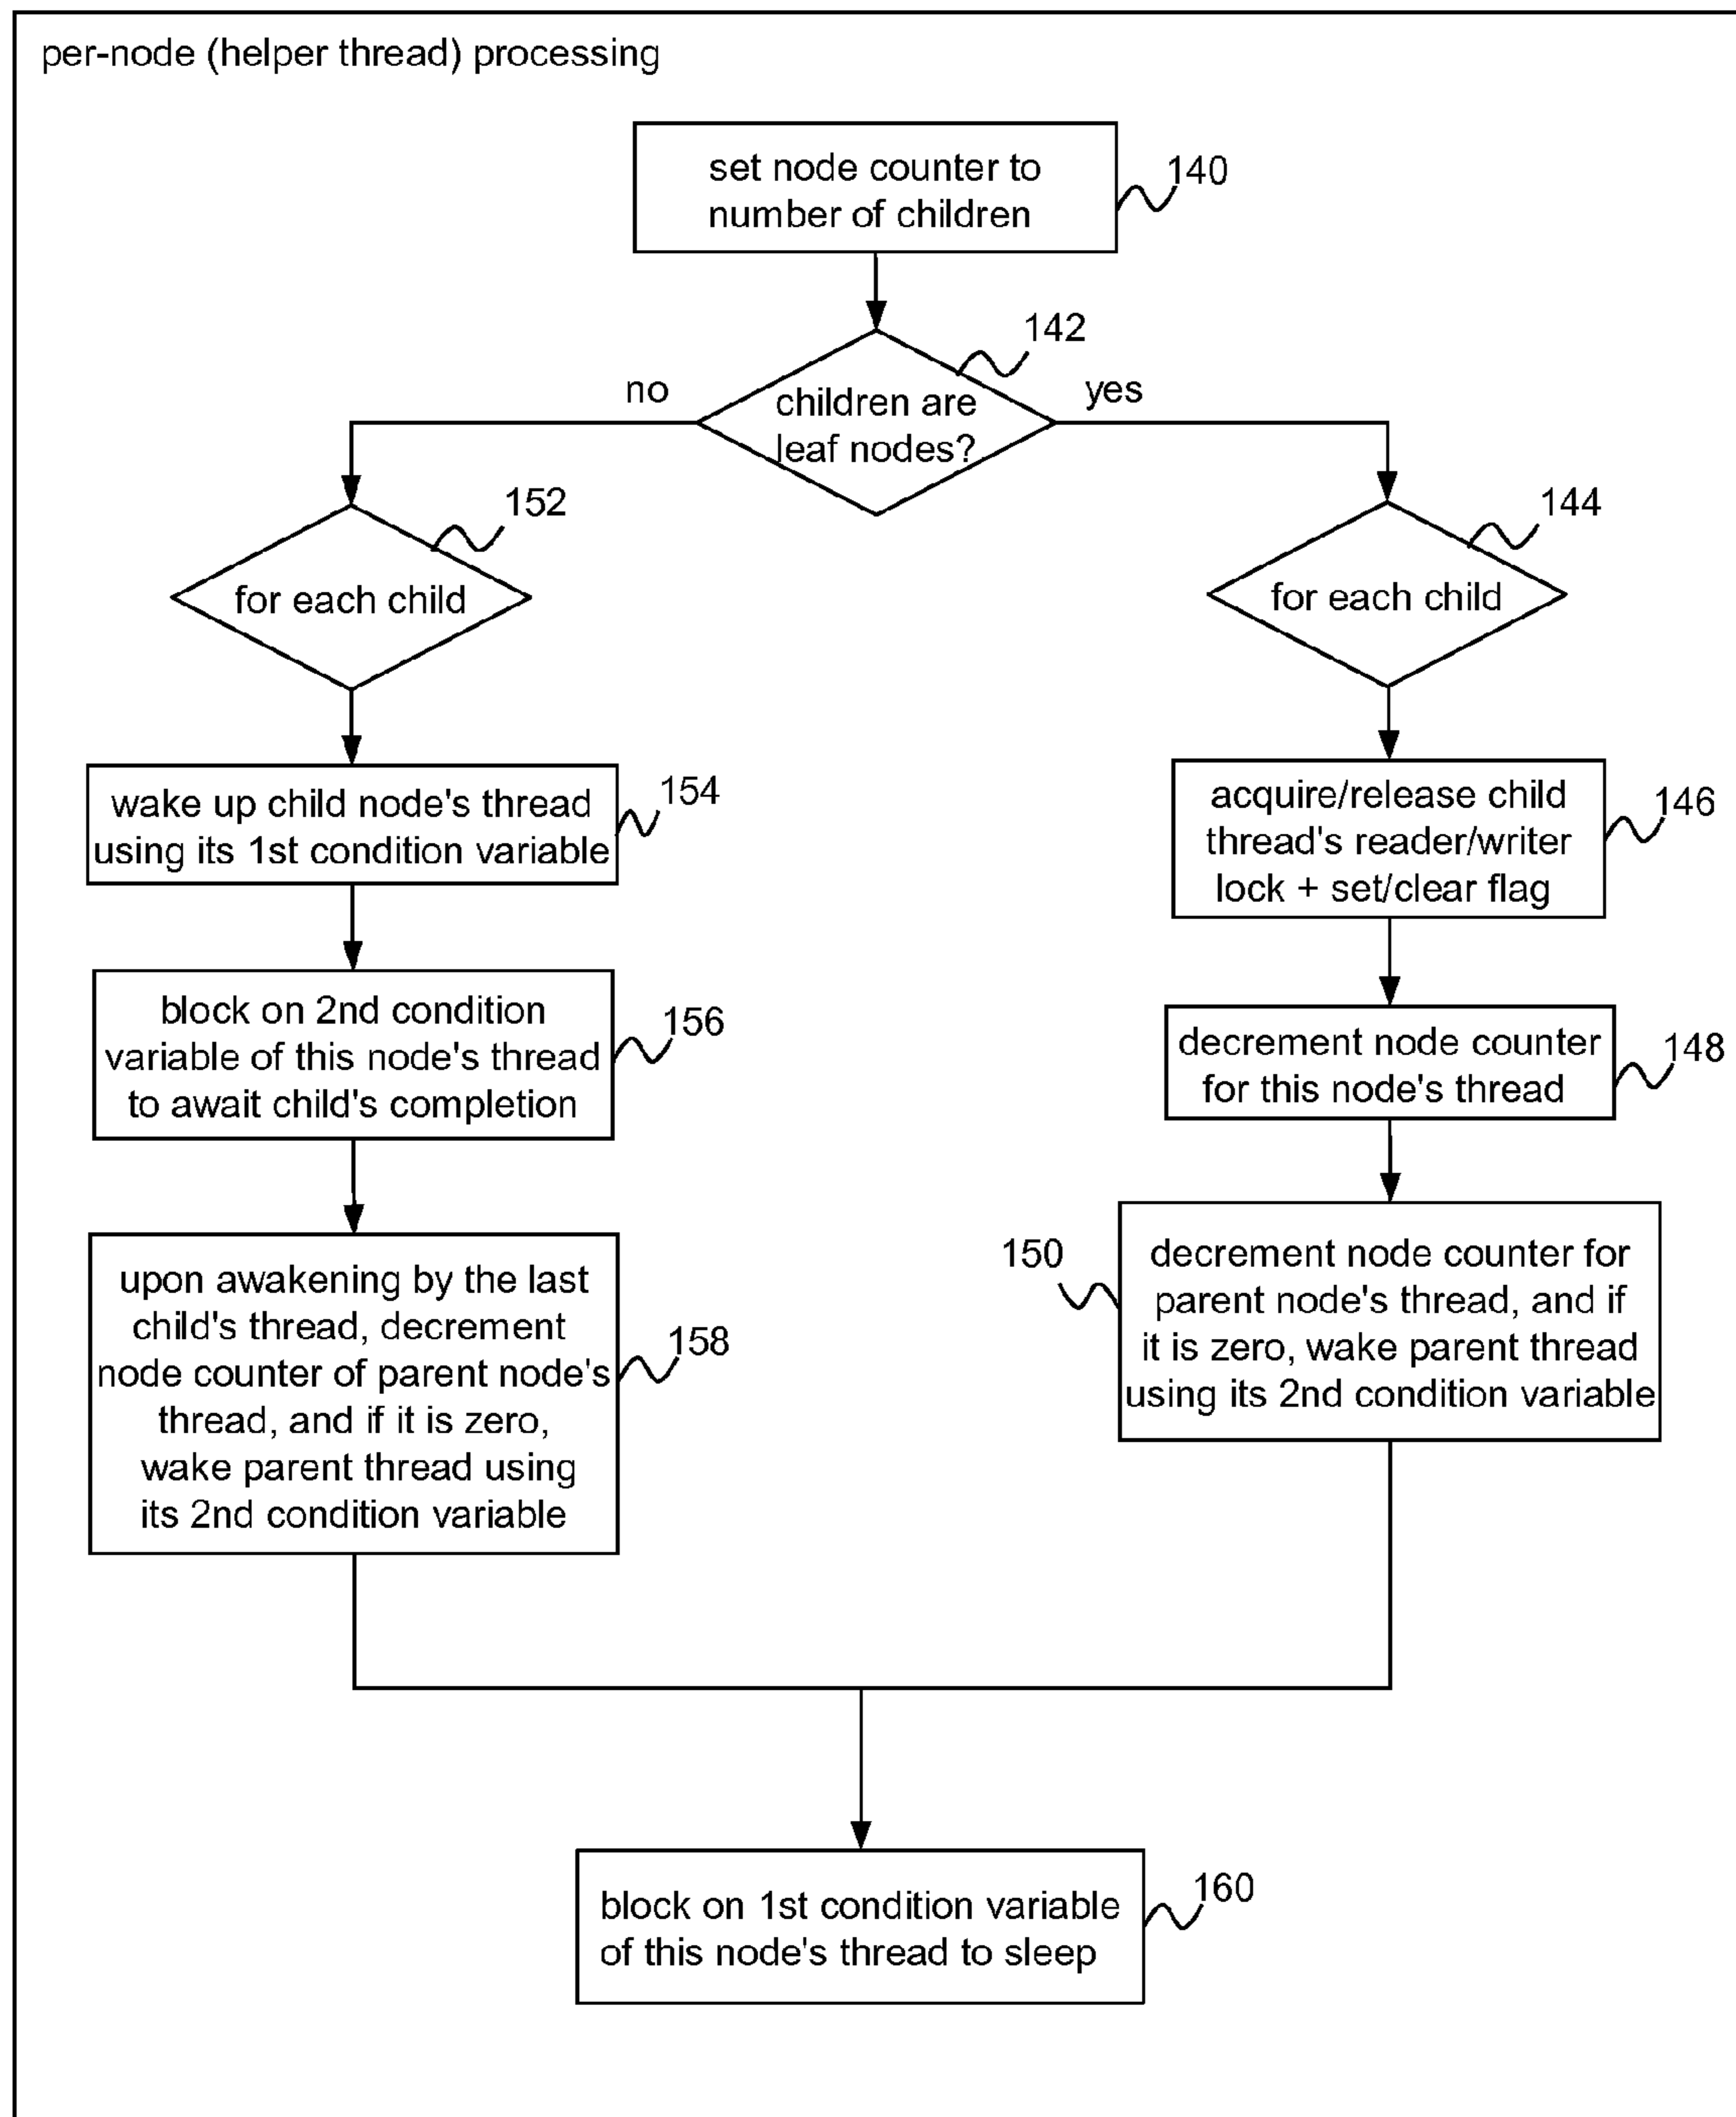 per-node (helper thread) processing
set node counter to
number of children
140
142
children are
leaf nodes?
no
yes
152
for each child
144
for each child
wake up child node's thread
using its 1st condition variable
154
acquire/release child
thread's reader/writer
lock + set/clear flag
146
block on 2nd condition
variable of this node's thread
to await child's completion
156
decrement node counter
for this node's thread
148
upon awakening by the last
child's thread, decrement
node counter of parent node's
thread, and if it is zero,
wake parent thread using
its 2nd condition variable
158
150
decrement node counter for
parent node's thread, and if
it is zero, wake parent thread
using its 2nd condition variable
block on 1st condition variable
of this node's thread to sleep
160